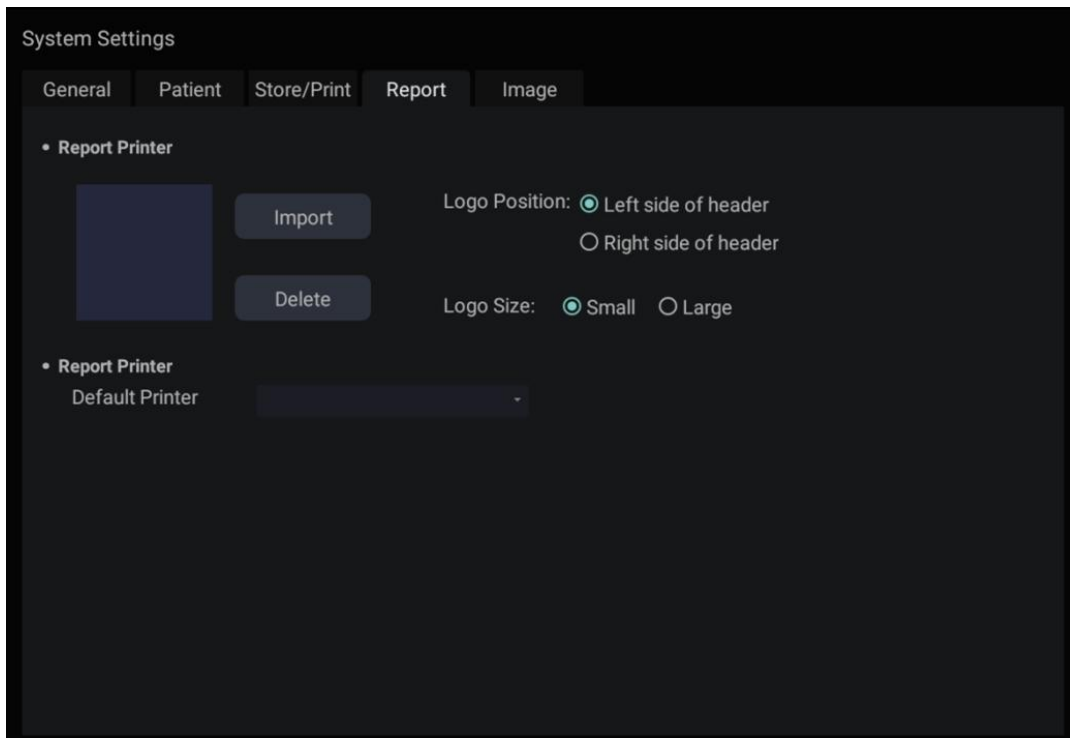 System Settings
General Patient Store/Print Report Image
• Report Printer
Import
Delete
Logo Position: Left side of header
Right side of header
Logo Size: Small Large
• Report Printer
Default Printer